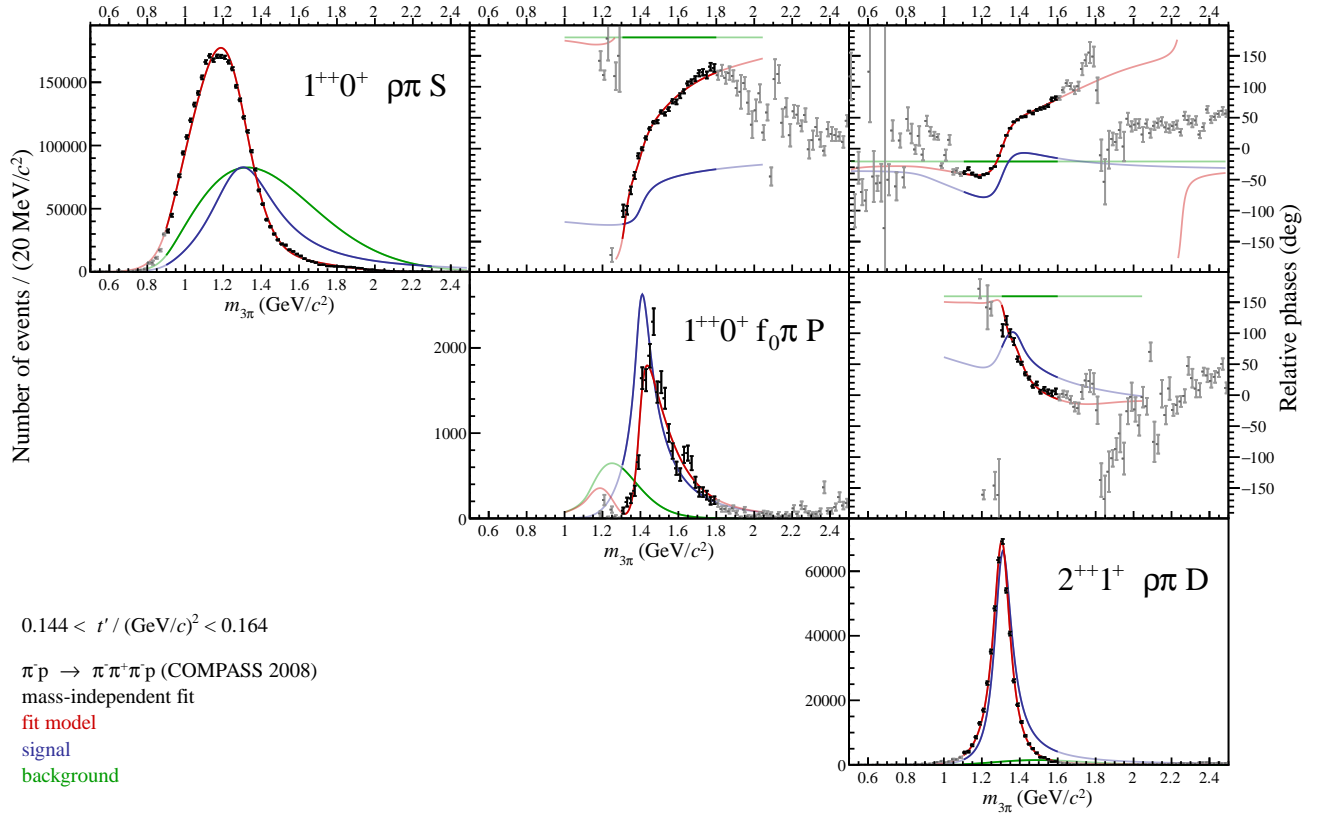 0.6 0.8 1 1.2 1.4 1.6 1.8 2 2.2 2.4
0.6 0.8 1 1.2 1.4 1.6 1.8 2 2.2 2.4
0.6 0.8 1 1.2 1.4 1.6 1.8 2 2.2 2.4
Number of events / (20 MeV/c²)
150000
100000
50000
0
1⁺⁺0⁺ ρπ S
0.6 0.8 1 1.2 1.4 1.6 1.8 2 2.2 2.4
m3π (GeV/c²)
150
100
50
0
−50
−100
−150
Relative phases (deg)
2000
1000
0
1⁺⁺0⁺ f₀π P
0.6 0.8 1 1.2 1.4 1.6 1.8 2 2.2 2.4
m3π (GeV/c²)
150
100
50
0
−50
−100
−150
60000
40000
20000
0
2⁺⁺1⁺ ρπ D
0.6 0.8 1 1.2 1.4 1.6 1.8 2 2.2 2.4
m3π (GeV/c²)
0.144 < t′ / (GeV/c)² < 0.164
π⁻p → π⁻π⁺π⁻p (COMPASS 2008)
mass-independent fit
fit model
signal
background